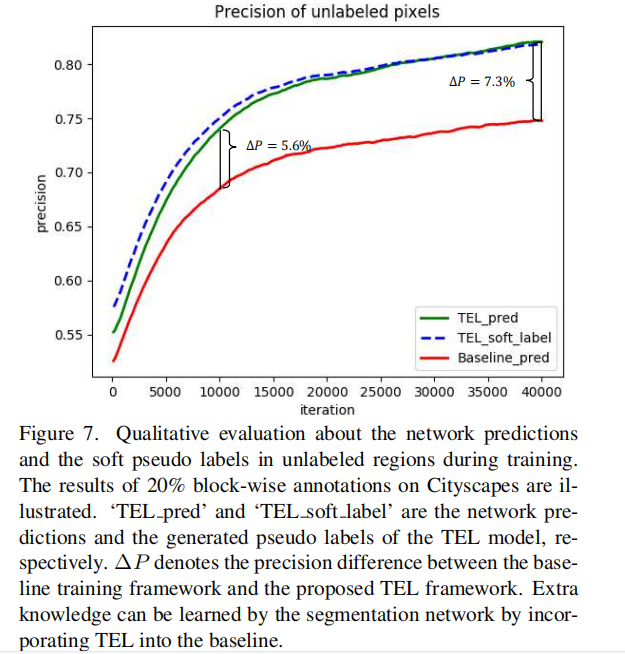 Precision of unlabeled pixels
0.80
0.75
0.70
0.65
0.60
0.55
precision
ΔP = 7.3%
ΔP = 5.6%
TEL_pred
TEL_soft_label
Baseline_pred
0 5000 10000 15000 20000 25000 30000 35000 40000
iteration
Figure 7. Qualitative evaluation about the network predictions
and the soft pseudo labels in unlabeled regions during training.
The results of 20% block-wise annotations on Cityscapes are il-
lustrated. ‘TEL_pred’ and ‘TEL_soft_label’ are the network pre-
dictions and the generated pseudo labels of the TEL model, re-
spectively. ΔP denotes the precision difference between the base-
line training framework and the proposed TEL framework. Extra
knowledge can be learned by the segmentation network by incor-
porating TEL into the baseline.